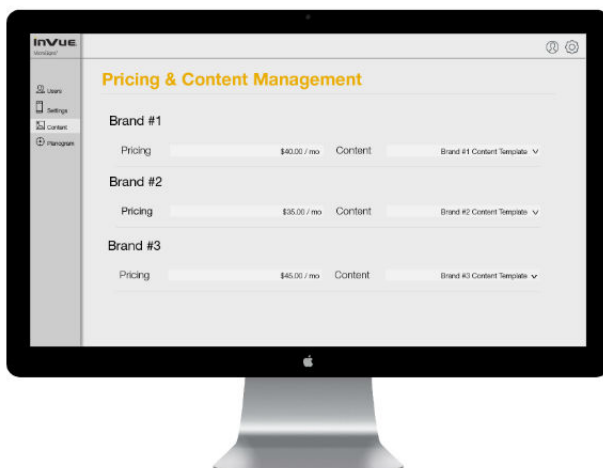 InVue
Users
Settings
Content
Planogram
Pricing & Content Management
Brand #1
Pricing $40.00 / mo Content Brand #1 Content Template
Brand #2
Pricing $35.00 / mo Content Brand #2 Content Template
Brand #3
Pricing $45.00 / mo Content Brand #3 Content Template